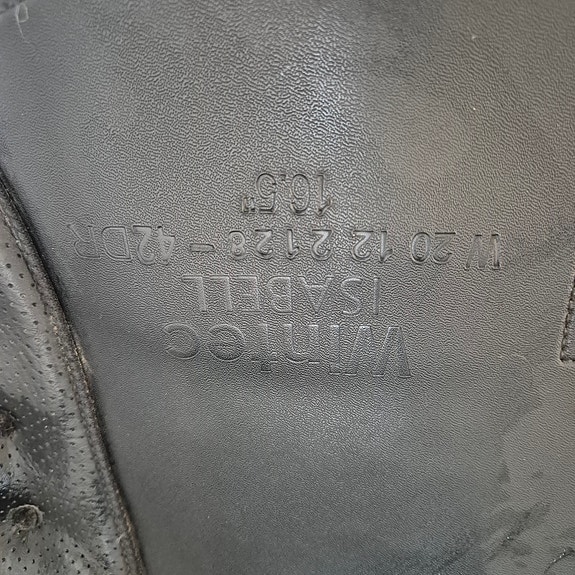 Wintec
ISABELL
W 20 12 2128 - 42DR
16.5"